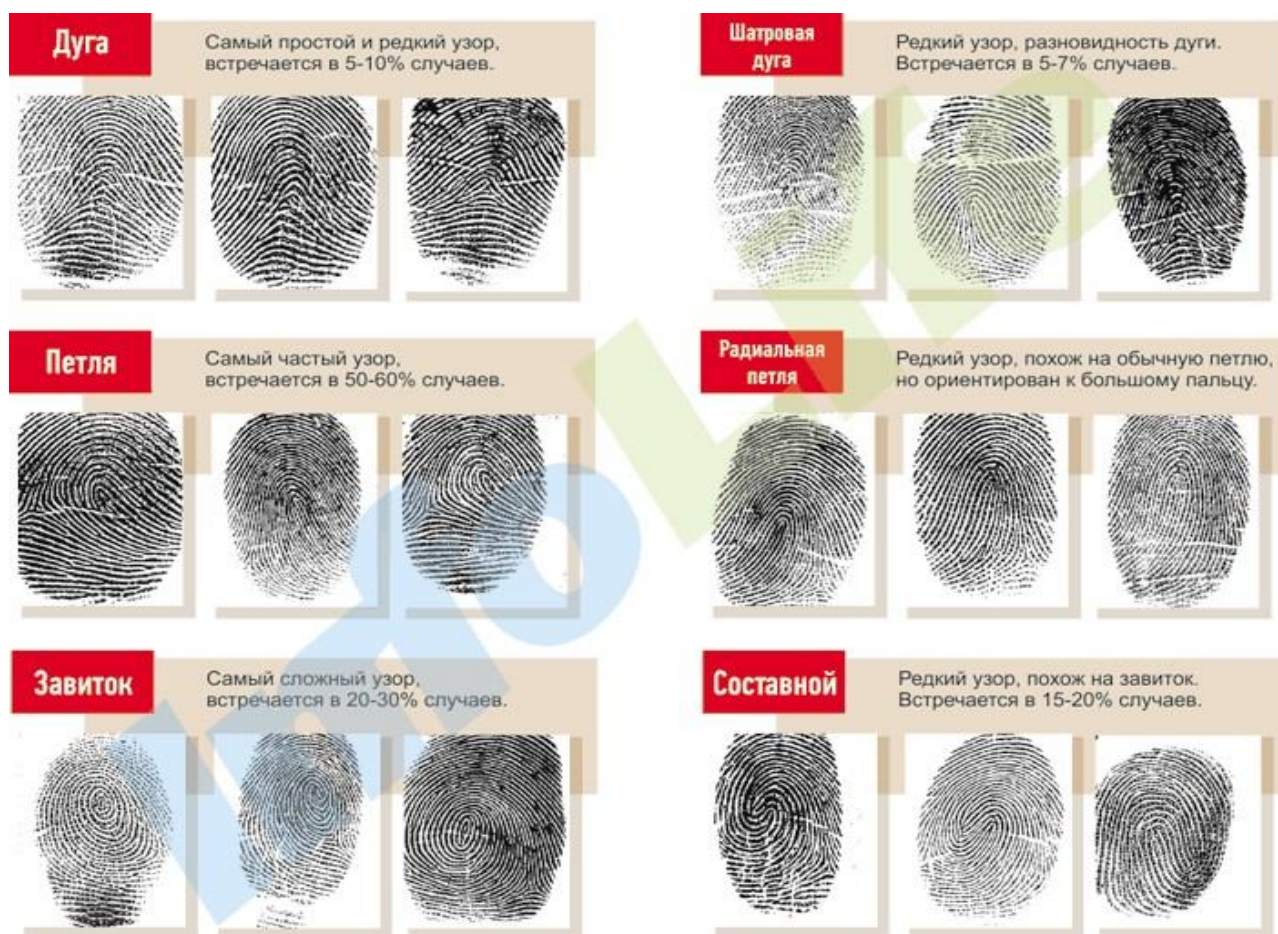 Дуга
Самый простой и редкий узор,
встречается в 5-10% случаев.
Шатровая
дуга
Редкий узор, разновидность дуги.
Встречается в 5-7% случаев.
Петля
Самый частый узор,
встречается в 50-60% случаев.
Радиальная
петля
Редкий узор, похож на обычную петлю,
но ориентирован к большому пальцу.
Завиток
Самый сложный узор,
встречается в 20-30% случаев.
Составной
Редкий узор, похож на завиток.
Встречается в 15-20% случаев.